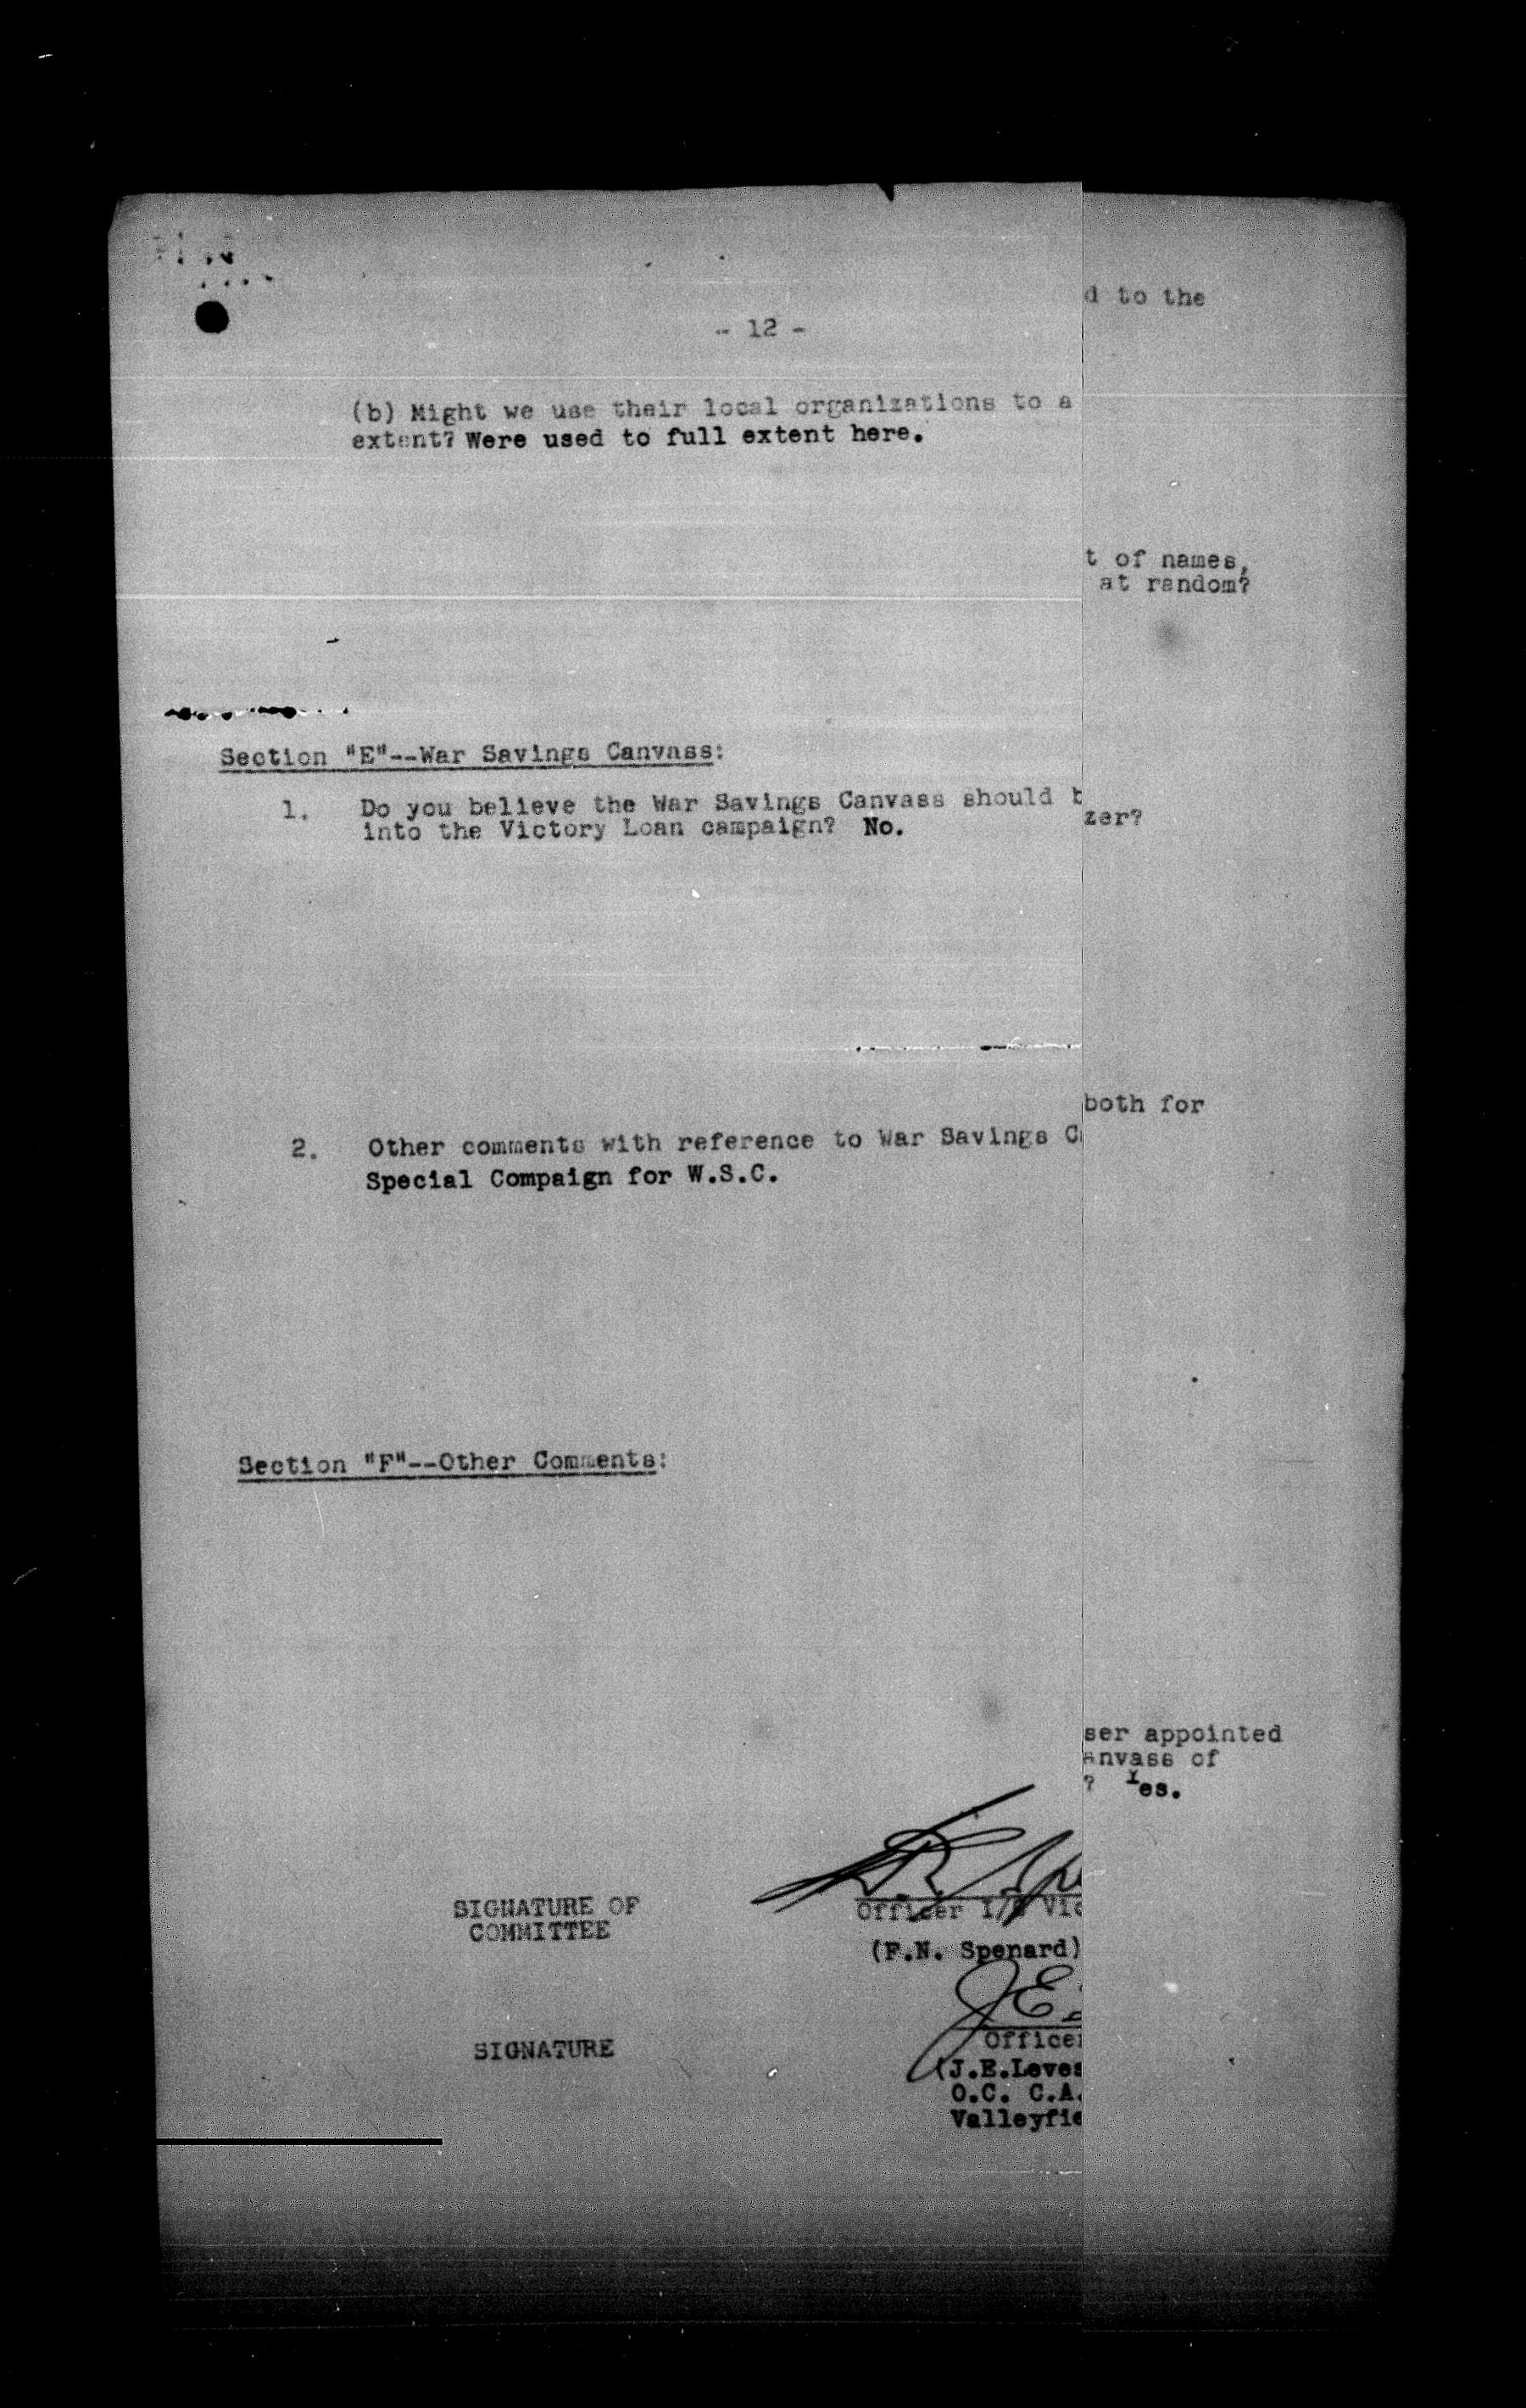 - 12 -
(b) Might we use their local organizations to a
extent? Were used to full extent here.
Section "E"--War Savings Canvass:
1. Do you believe the War Savings Canvass should
into the Victory Loan campaign? No.
2. Other comments with reference to War Savings
Special Compaign for W.S.C.
Section "F"--Other Comments:
SIGNATURE OF
COMMITTEE
Officer I/C Vic
(F.N. Spenard)
SIGNATURE
Officer
(J.E.Leves
O.C. C.A.
Valleyfie
d to the
t of names,
at random?
zer?
both for
ser appointed
anvass of
? Yes.